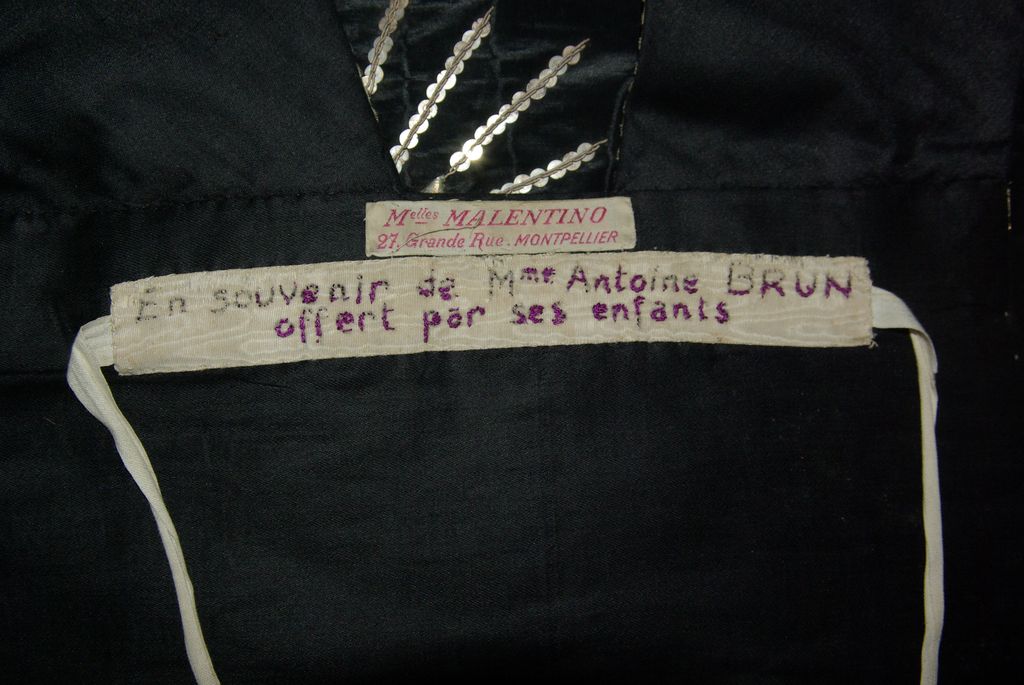 Melles MALENTINO
27, Grande Rue. MONTPELLIER
En souvenir de Mme Antoine BRUN
offert par ses enfants